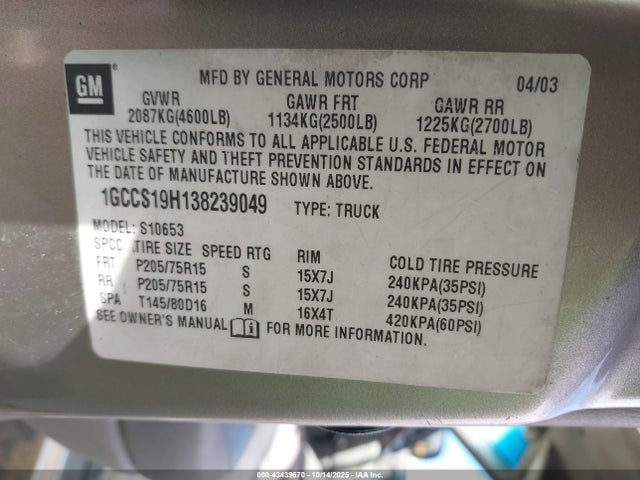 GM ®
MFD BY GENERAL MOTORS CORP 04/03
GVWR GAWR FRT GAWR RR
2087KG(4600LB) 1134KG(2500LB) 1225KG(2700LB)
THIS VEHICLE CONFORMS TO ALL APPLICABLE U.S. FEDERAL MOTOR
VEHICLE SAFETY AND THEFT PREVENTION STANDARDS IN EFFECT ON
THE DATE OF MANUFACTURE SHOWN ABOVE.
1GCCS19H138239049 TYPE: TRUCK
MODEL: S10653
SPCC TIRE SIZE SPEED RTG RIM COLD TIRE PRESSURE
FRT P205/75R15 S 15X7J 240KPA(35PSI)
RR P205/75R15 S 15X7J 240KPA(35PSI)
SPA T145/80D16 M 16X4T 420KPA(60PSI)
SEE OWNER'S MANUAL FOR MORE INFORMATION.
000-43439670 - 10/14/2025 - IAAI.COM